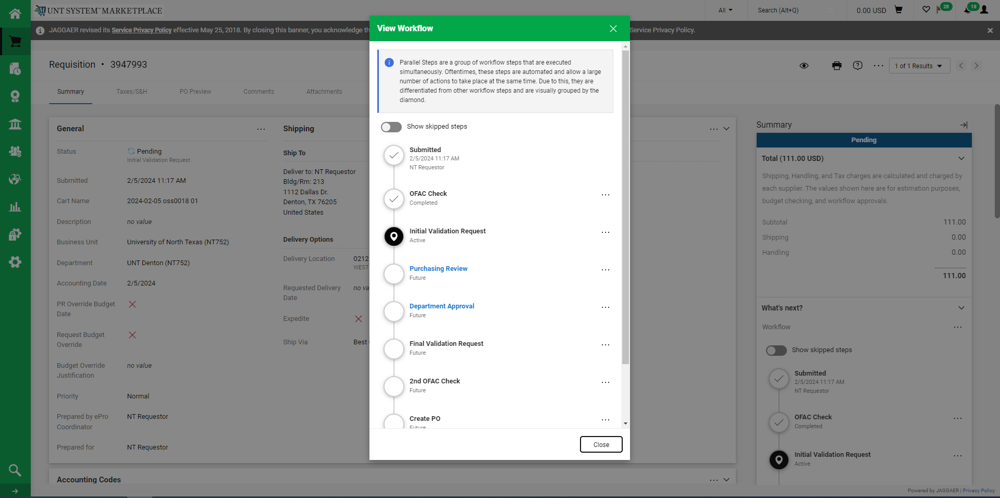 UNT SYSTEM™ MARKETPLACE
All
Search (Alt+Q)
0.00 USD
28
18
JAGGAER revised its Service Privacy Policy effective May 25, 2018. By closing this banner, you acknowledge th
Service Privacy Policy.
Requisition • 3947993
1 of 1 Results
Summary
Taxes/S&H
PO Preview
Comments
Attachments
General
Status
Pending
Initial Validation Request
Submitted
2/5/2024 11:17 AM
Cart Name
2024-02-05 oss0018 01
Description
no value
Business Unit
University of North Texas (NT752)
Department
UNT Denton (NT752)
Accounting Date
2/5/2024
PR Override Budget
Date
Request Budget
Override
Budget Override
Justification
no value
Priority
Normal
Prepared by ePro
Coordinator
NT Requestor
Prepared for
NT Requestor
Shipping
Ship To
Deliver to: NT Requestor
Bldg/Rm: 213
1112 Dallas Dr.
Denton, TX 76205
United States
Delivery Options
Delivery Location
0212
WEST
Requested Delivery
Date
no va
Expedite
Ship Via
Best
Accounting Codes
View Workflow
Parallel Steps are a group of workflow steps that are executed
simultaneously. Oftentimes, these steps are automated and allow a large
number of actions to take place at the same time. Due to this, they are
differentiated from other workflow steps and are visually grouped by the
diamond.
Show skipped steps
Submitted
2/5/2024 11:17 AM
NT Requestor
OFAC Check
Completed
Initial Validation Request
Active
Purchasing Review
Future
Department Approval
Future
Final Validation Request
Future
2nd OFAC Check
Future
Create PO
Future
Close
Summary
Pending
Total (111.00 USD)
Shipping, Handling, and Tax charges are calculated and charged by
each supplier. The values shown here are for estimation purposes,
budget checking, and workflow approvals.
Subtotal
111.00
Shipping
0.00
Handling
0.00
111.00
What's next?
Workflow
Show skipped steps
Submitted
2/5/2024 11:17 AM
NT Requestor
OFAC Check
Completed
Initial Validation Request
Active
Powered by JAGGAER | Privacy Policy